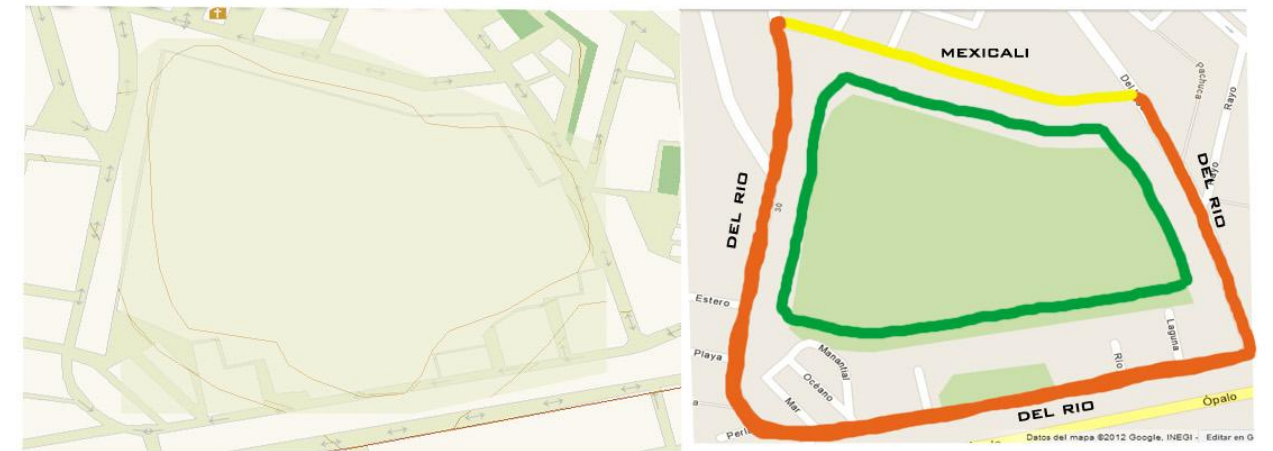 MEXICALI
Pachuca
Rayo
DEL RIO
DEL RIO
30
Estero
Playa
Manantial
Océano
Mar
Río
Laguna
DEL RIO
Ópalo
Datos del mapa ©2012 Google, INEGI - Editar en G